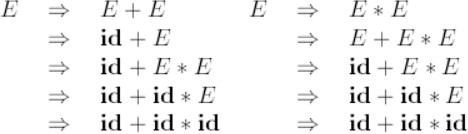 E ⇒ E + E E ⇒ E ∗ E
⇒ id + E ⇒ E + E ∗ E
⇒ id + E ∗ E ⇒ id + E ∗ E
⇒ id + id ∗ E ⇒ id + id ∗ E
⇒ id + id ∗ id ⇒ id + id ∗ id